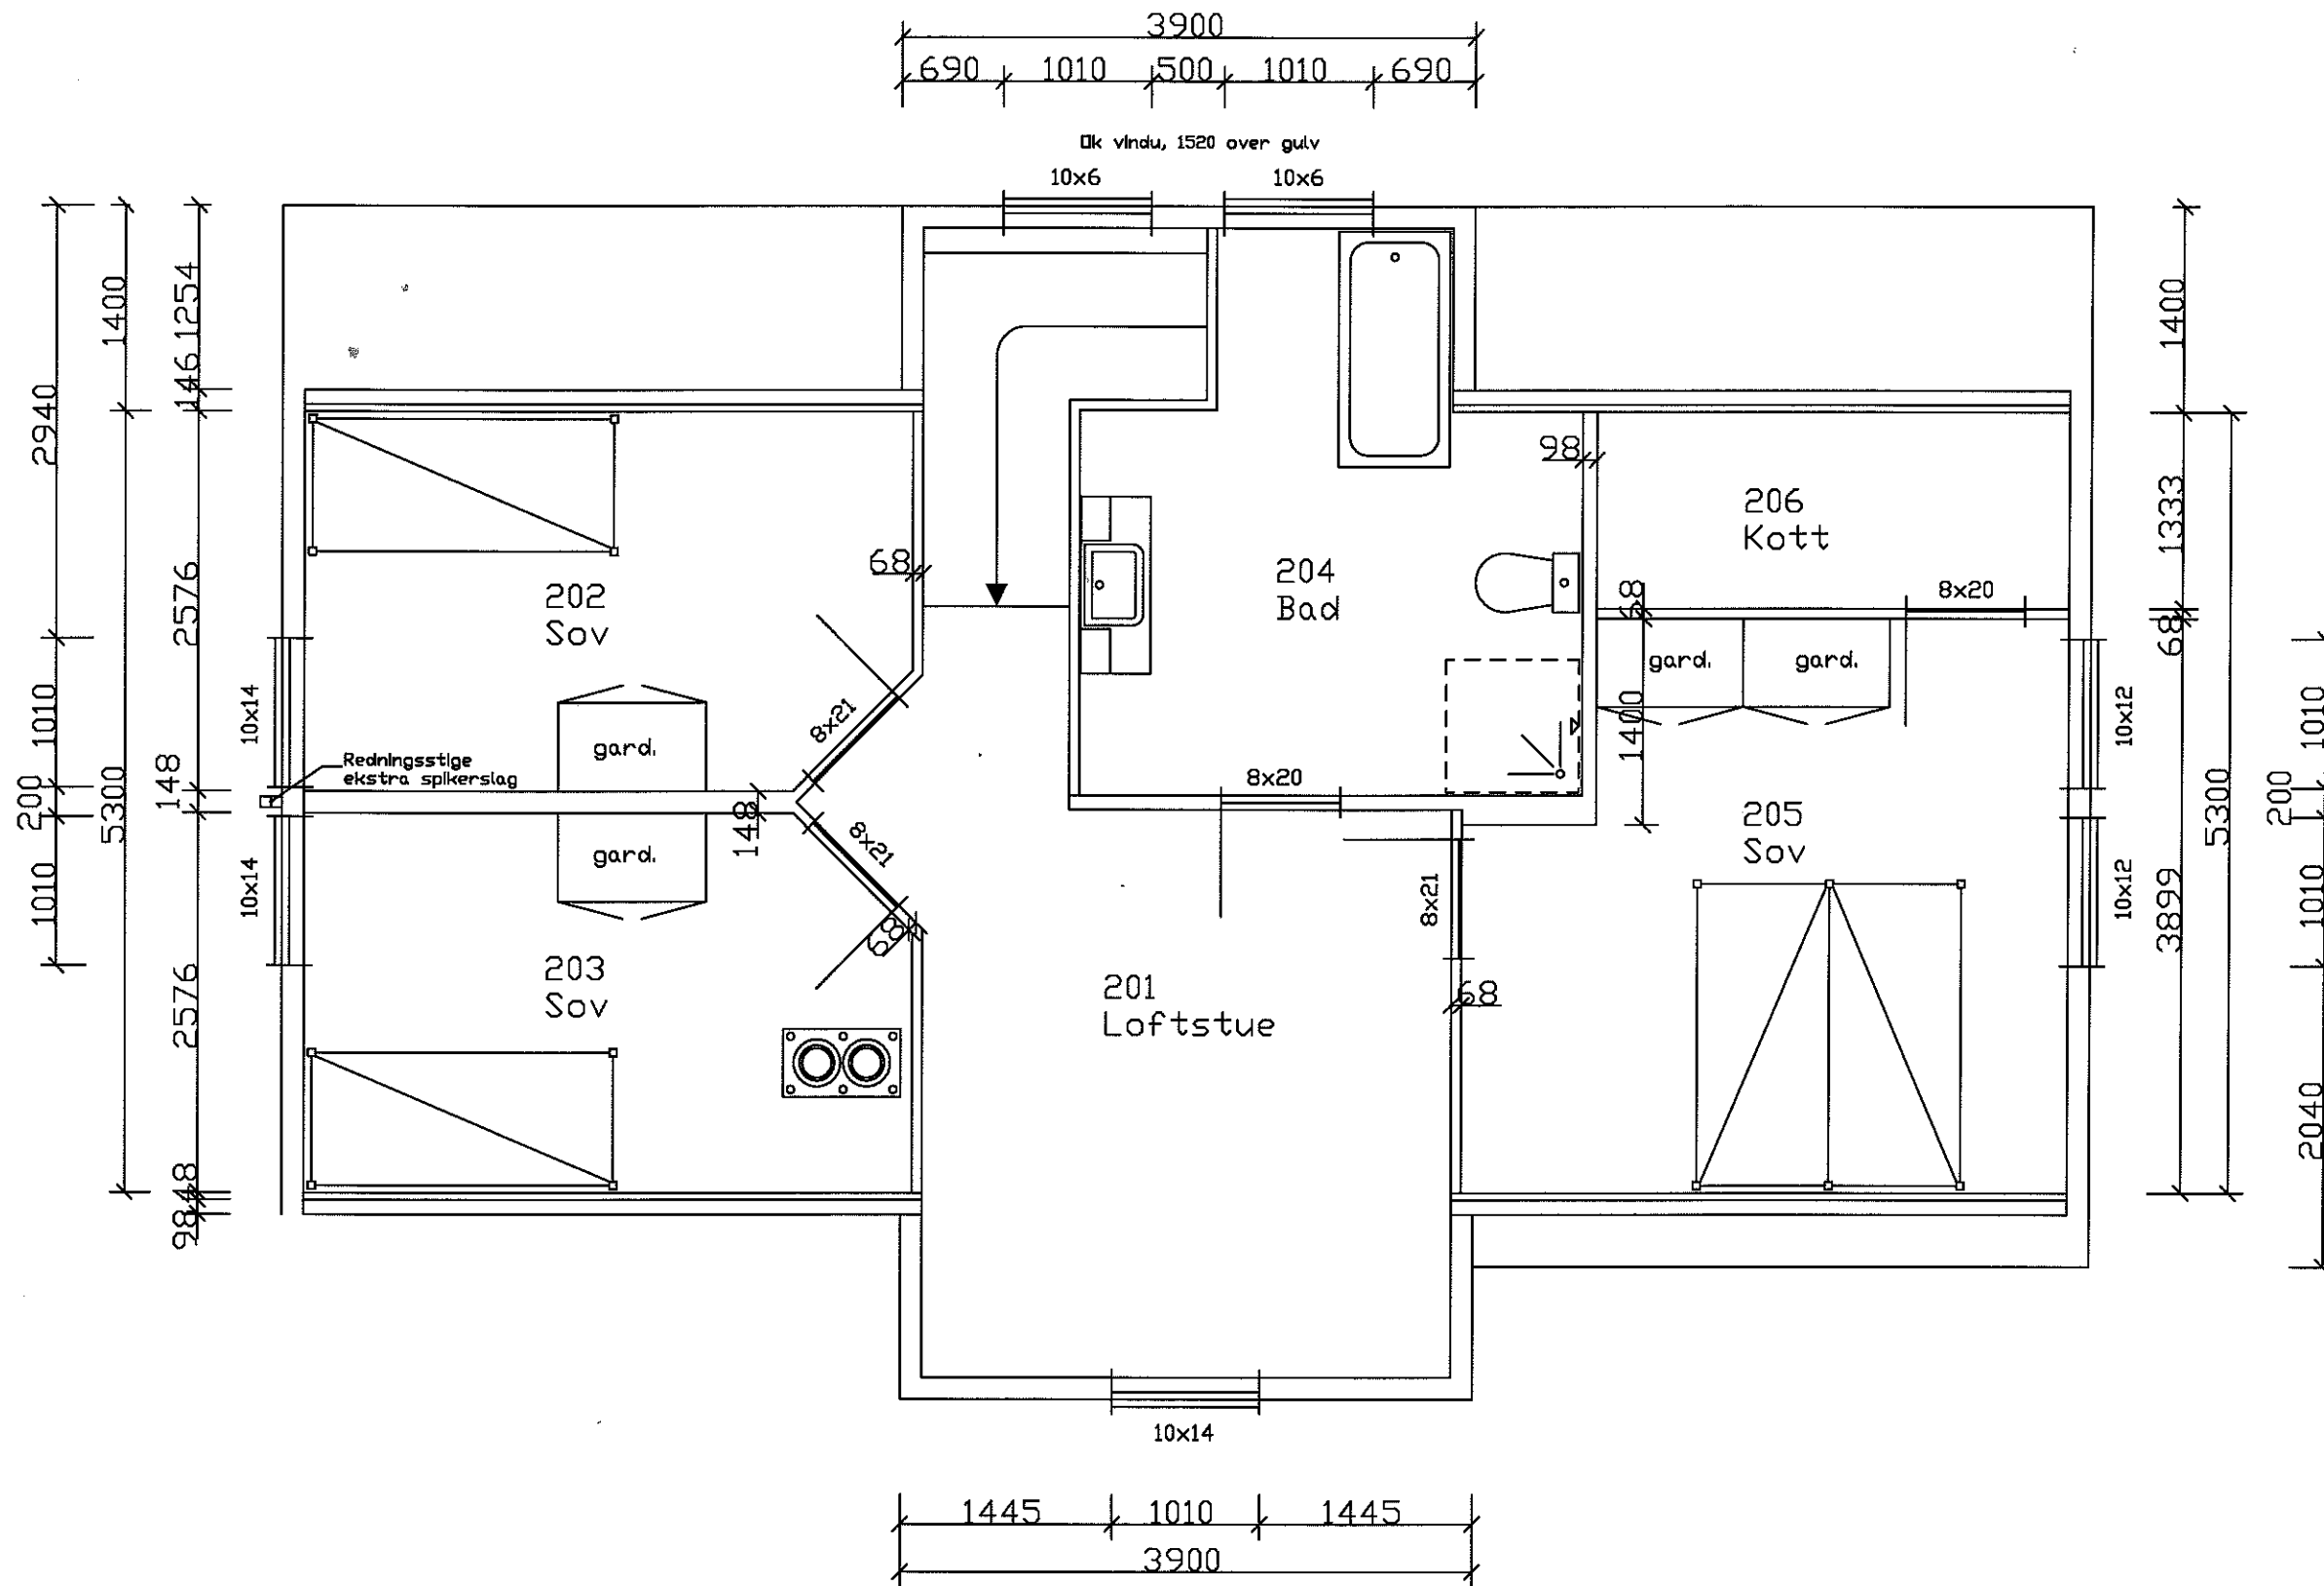 3900
690 1010 500 1010 690
Ok vindu, 1520 over gulv
10x6 10x6
2940
1010
200
1010
1400
5300
1254
146
2576
148
2576
48
98
10x14
10x14
Redningsstige
ekstra spikerslag
202
Sov
68
gard.
8x21
148
gard.
8x21
68
203
Sov
204
Bad
98
8x20
201
Loftstue
8x21
68
206
Kott
68
8x20
gard. gard.
1400
205
Sov
10x12
10x12
1400
1333
68
3899
5300
1010
200
1010
2040
10x14
1445 1010 1445
3900